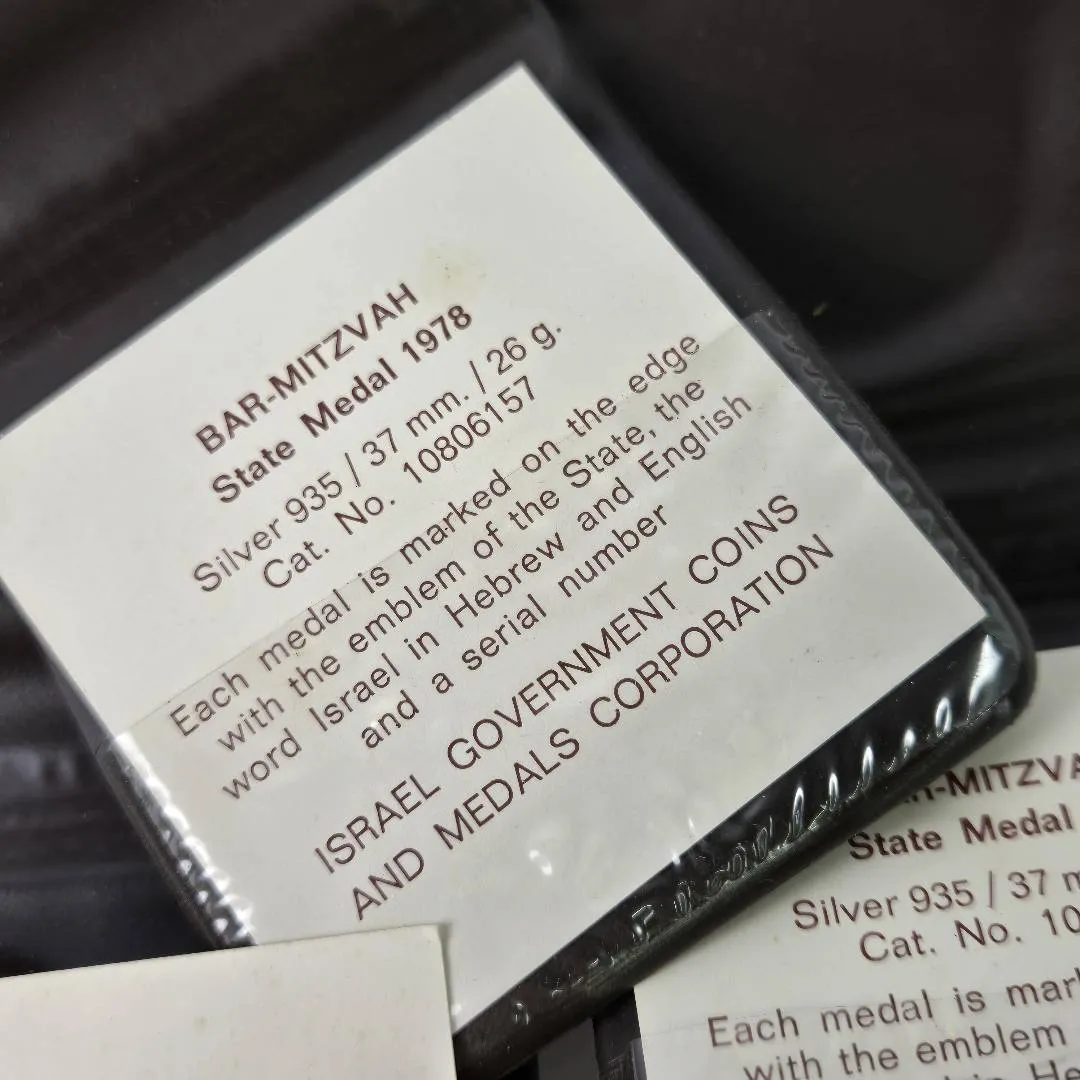 BAR-MITZVAH
State Medal 1978
Silver 935 / 37 mm. / 26 g.
Cat. No. 10806157
Each medal is marked on the edge
with the emblem of the State, the
word Israel in Hebrew and English
and a serial number
ISRAEL GOVERNMENT COINS
AND MEDALS CORPORATION
State Medal
Silver 935 / 37
Cat. No. 10
Each medal is
with the emblem